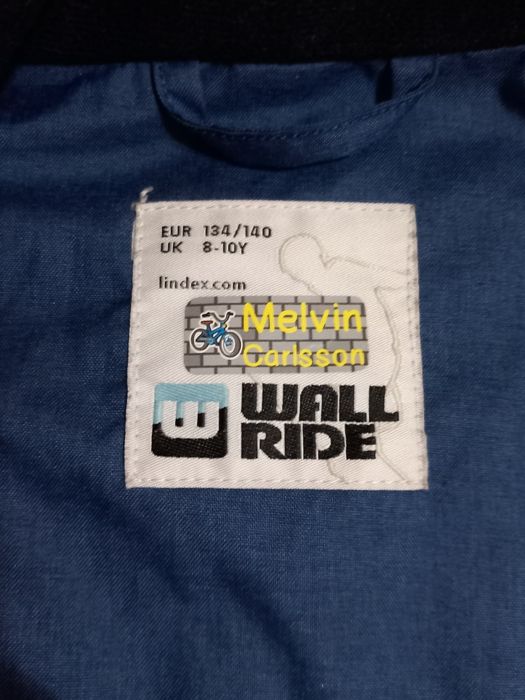 EUR 134/140
UK 8-10Y
lindex.com
Melvin
Carlsson
WALL
RIDE